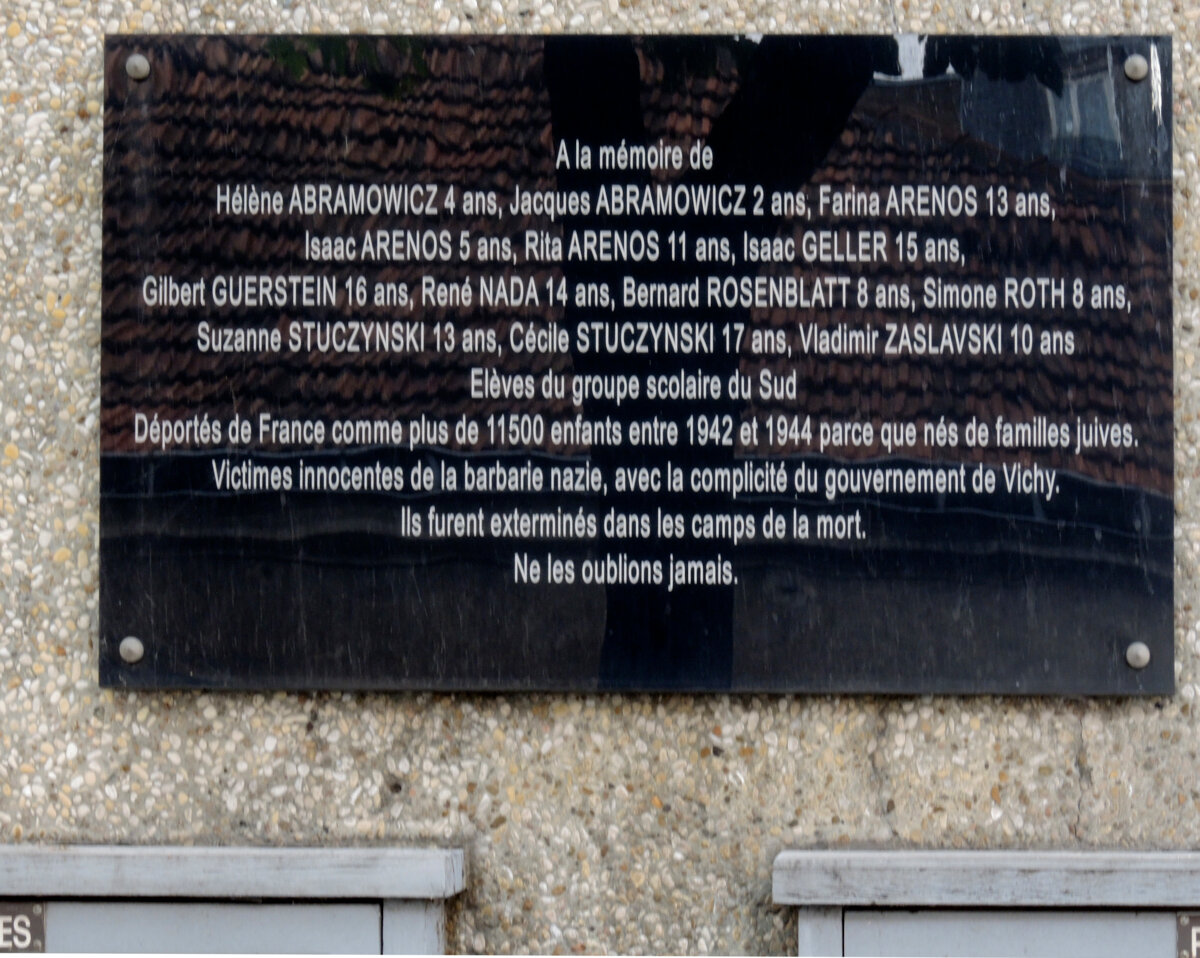 A la mémoire de
Hélène ABRAMOWICZ 4 ans, Jacques ABRAMOWICZ 2 ans, Farina ARENOS 13 ans,
Isaac ARENOS 5 ans, Rita ARENOS 11 ans, Isaac GELLER 15 ans,
Gilbert GUERSTEIN 16 ans, René NADA 14 ans, Bernard ROSENBLATT 8 ans, Simone ROTH 8 ans,
Suzanne STUCZYNSKI 13 ans, Cécile STUCZYNSKI 17 ans, Vladimir ZASLAVSKI 10 ans
Elèves du groupe scolaire du Sud
Déportés de France comme plus de 11500 enfants entre 1942 et 1944 parce que nés de familles juives.
Victimes innocentes de la barbarie nazie, avec la complicité du gouvernement de Vichy.
Ils furent exterminés dans les camps de la mort.
Ne les oublions jamais.
ES